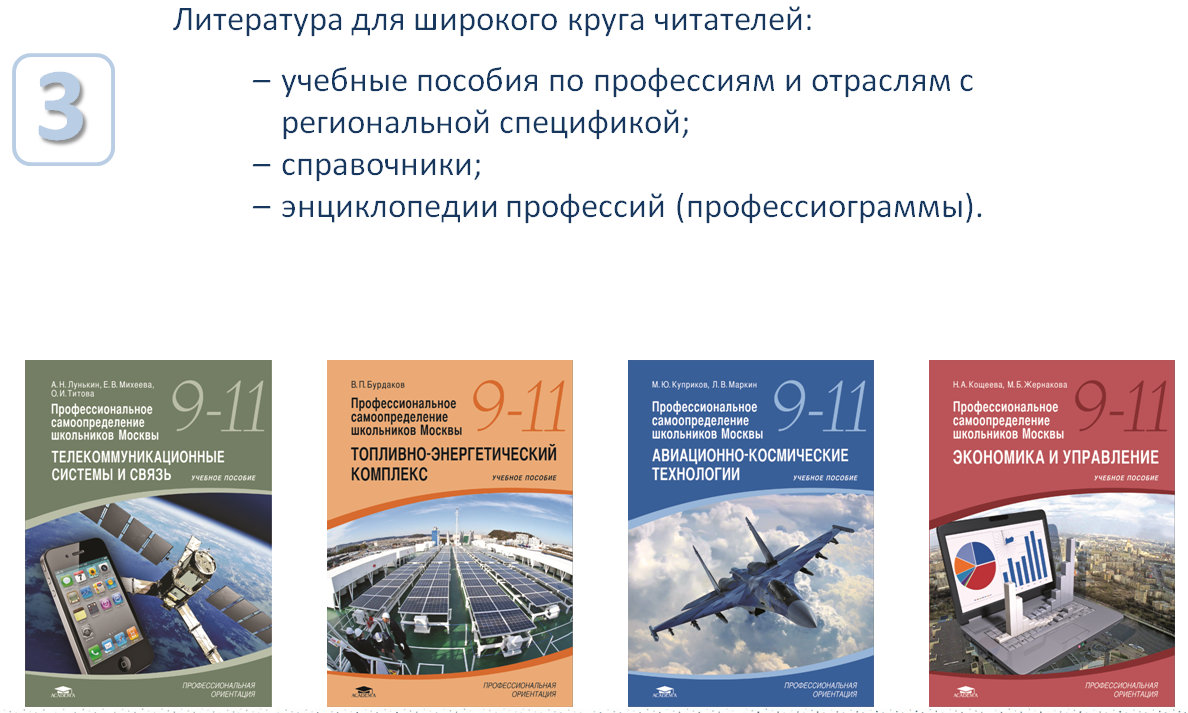 Литература для широкого круга читателей:
3
– учебные пособия по профессиям и отраслям с
региональной спецификой;
– справочники;
– энциклопедии профессий (профессиограммы).
А. Н. Лунькин, Е. В. Михеева,
О. И. Титова
9-11
Профессиональное
самоопределение
школьников Москвы
ТЕЛЕКОММУНИКАЦИОННЫЕ
СИСТЕМЫ И СВЯЗЬ
УЧЕБНОЕ ПОСОБИЕ
ACADEMA
ПРОФЕССИОНАЛЬНАЯ
ОРИЕНТАЦИЯ
В. П. Бурдаков
9-11
Профессиональное
самоопределение
школьников Москвы
ТОПЛИВНО-ЭНЕРГЕТИЧЕСКИЙ
КОМПЛЕКС
УЧЕБНОЕ ПОСОБИЕ
ACADEMA
ПРОФЕССИОНАЛЬНАЯ
ОРИЕНТАЦИЯ
М. Ю. Куприков, Л. В. Маркин
9-11
Профессиональное
самоопределение
школьников Москвы
АВИАЦИОННО-КОСМИЧЕСКИЕ
ТЕХНОЛОГИИ
УЧЕБНОЕ ПОСОБИЕ
ACADEMA
ПРОФЕССИОНАЛЬНАЯ
ОРИЕНТАЦИЯ
Н. А. Кощеева, М. Б. Жернакова
9-11
Профессиональное
самоопределение
школьников Москвы
ЭКОНОМИКА И УПРАВЛЕНИЕ
УЧЕБНОЕ ПОСОБИЕ
ACADEMA
ПРОФЕССИОНАЛЬНАЯ
ОРИЕНТАЦИЯ